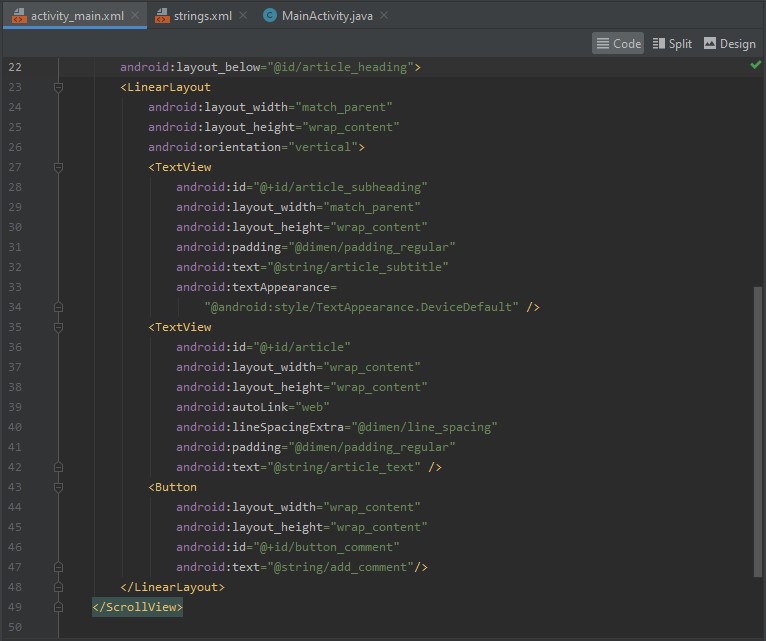 activity_main.xml strings.xml MainActivity.java
Code Split Design
22 android:layout_below="@id/article_heading">
23 <LinearLayout
24 android:layout_width="match_parent"
25 android:layout_height="wrap_content"
26 android:orientation="vertical">
27 <TextView
28 android:id="@+id/article_subheading"
29 android:layout_width="match_parent"
30 android:layout_height="wrap_content"
31 android:padding="@dimen/padding_regular"
32 android:text="@string/article_subtitle"
33 android:textAppearance=
34 "@android:style/TextAppearance.DeviceDefault" />
35 <TextView
36 android:id="@+id/article"
37 android:layout_width="wrap_content"
38 android:layout_height="wrap_content"
39 android:autoLink="web"
40 android:lineSpacingExtra="@dimen/line_spacing"
41 android:padding="@dimen/padding_regular"
42 android:text="@string/article_text" />
43 <Button
44 android:layout_width="wrap_content"
45 android:layout_height="wrap_content"
46 android:id="@+id/button_comment"
47 android:text="@string/add_comment"/>
48 </LinearLayout>
49 </ScrollView>
50